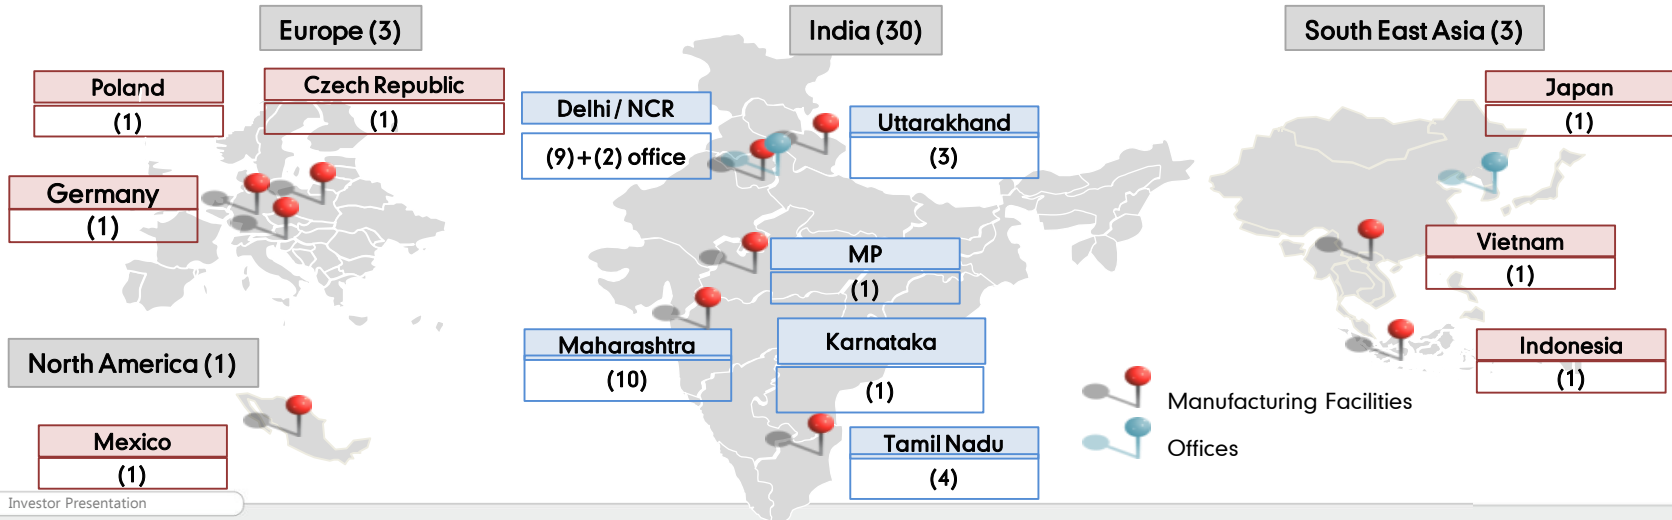 Europe (3)
India (30)
South East Asia (3)
Poland
(1)
Czech Republic
(1)
Germany
(1)
North America (1)
Mexico
(1)
Delhi / NCR
(9)+(2) office
Uttarakhand
(3)
MP
(1)
Maharashtra
(10)
Karnataka
(1)
Tamil Nadu
(4)
Japan
(1)
Vietnam
(1)
Indonesia
(1)
Manufacturing Facilities
Offices
Investor Presentation